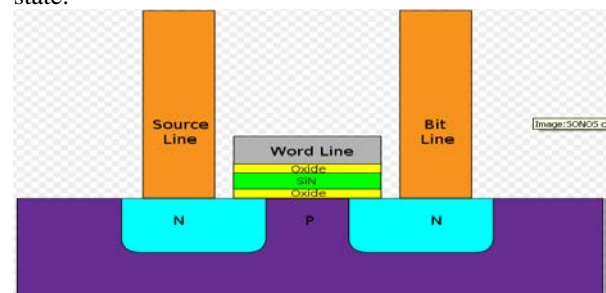 state.
Source
Line
Bit
Line
Image:SONOS c
Word Line
Oxide
SiN
Oxide
N
P
N